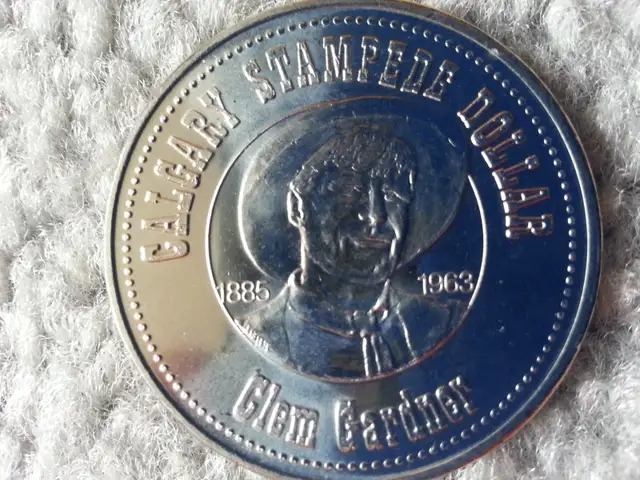 CALGARY STAMPEDE DOLLAR
1885 1963
Clem Gardner